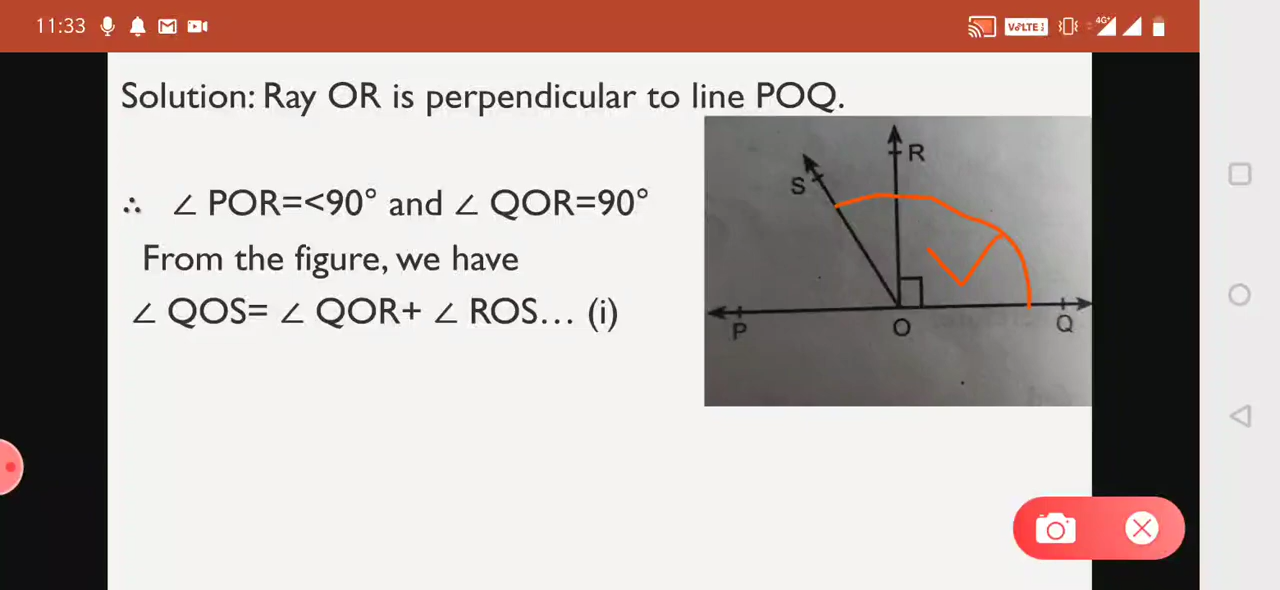 11:33 VoLTE 4G+
Solution: Ray OR is perpendicular to line POQ.
∴ ∠ POR=<90° and ∠ QOR=90°
From the figure, we have
∠ QOS= ∠ QOR+ ∠ ROS... (i)
R
S
P
O
Q